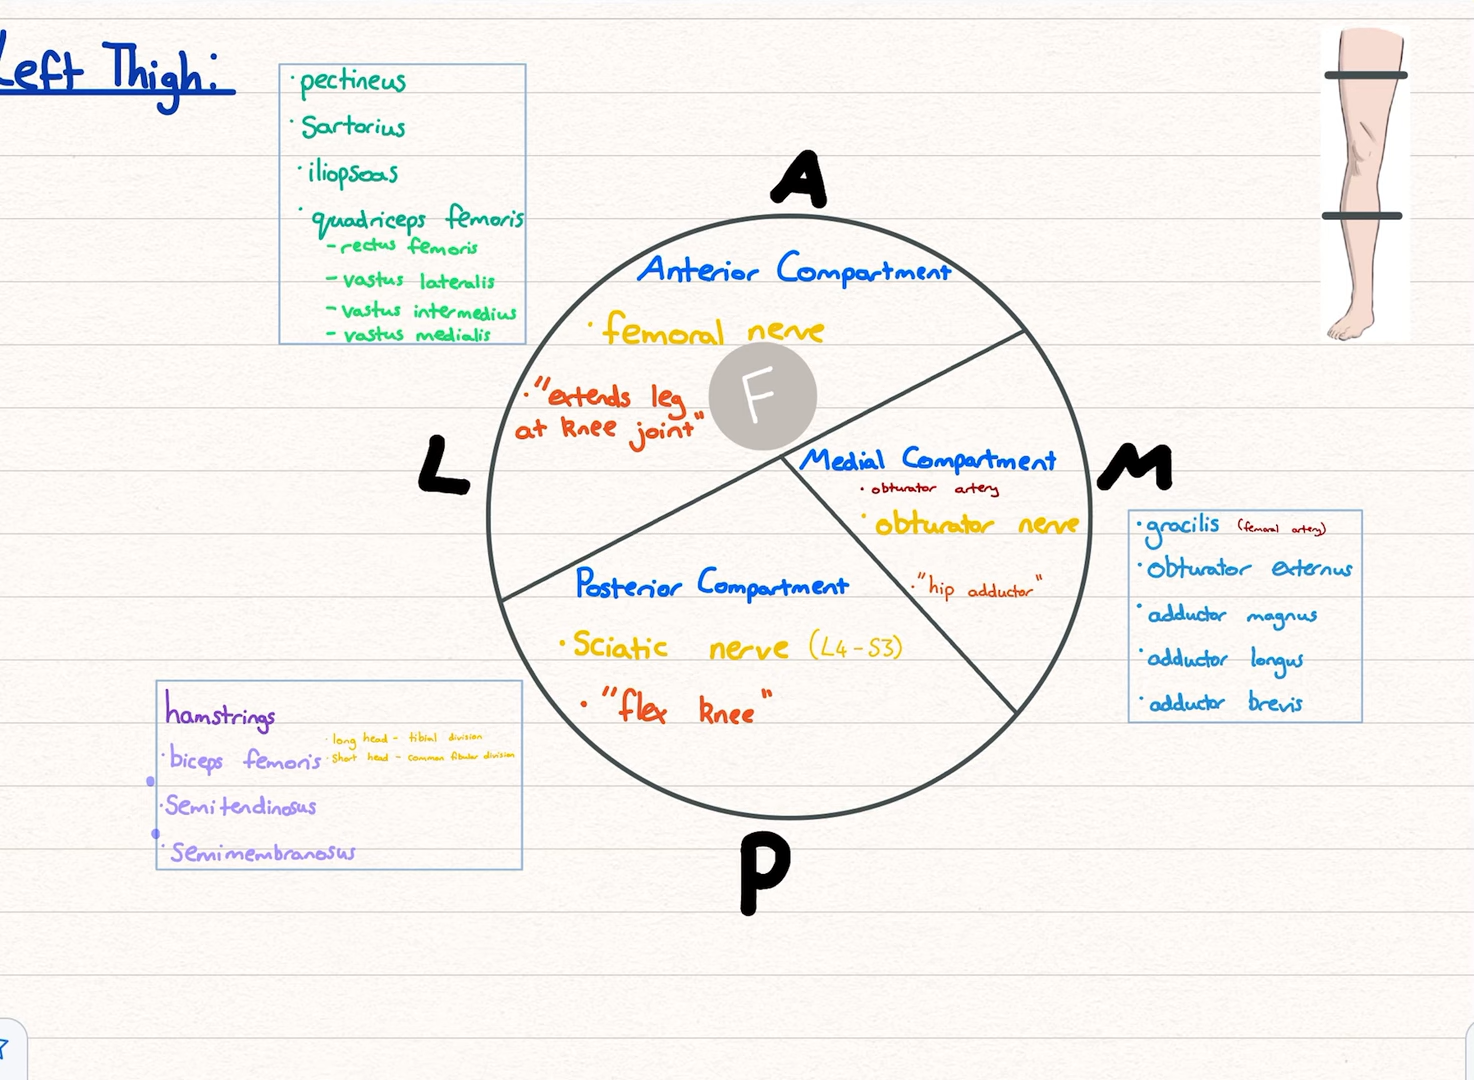 Left Thigh:
· pectineus
· Sartorius
· iliopsoas
· quadriceps femoris
- rectus femoris
- vastus lateralis
- vastus intermedius
- vastus medialis
A
Anterior Compartment
· femoral nerve
F
· "extends leg
at knee joint"
L
M
Medial Compartment
· obturator artery
· obturator nerve
· "hip adductor"
· gracilis (femoral artery)
· obturator externus
· adductor magnus
· adductor longus
· adductor brevis
Posterior Compartment
· Sciatic nerve (L4-S3)
· "flex knee"
hamstrings
· biceps femoris
· long head - tibial division
· Short head - common fibular division
· Semitendinosus
· Semimembranosus
P